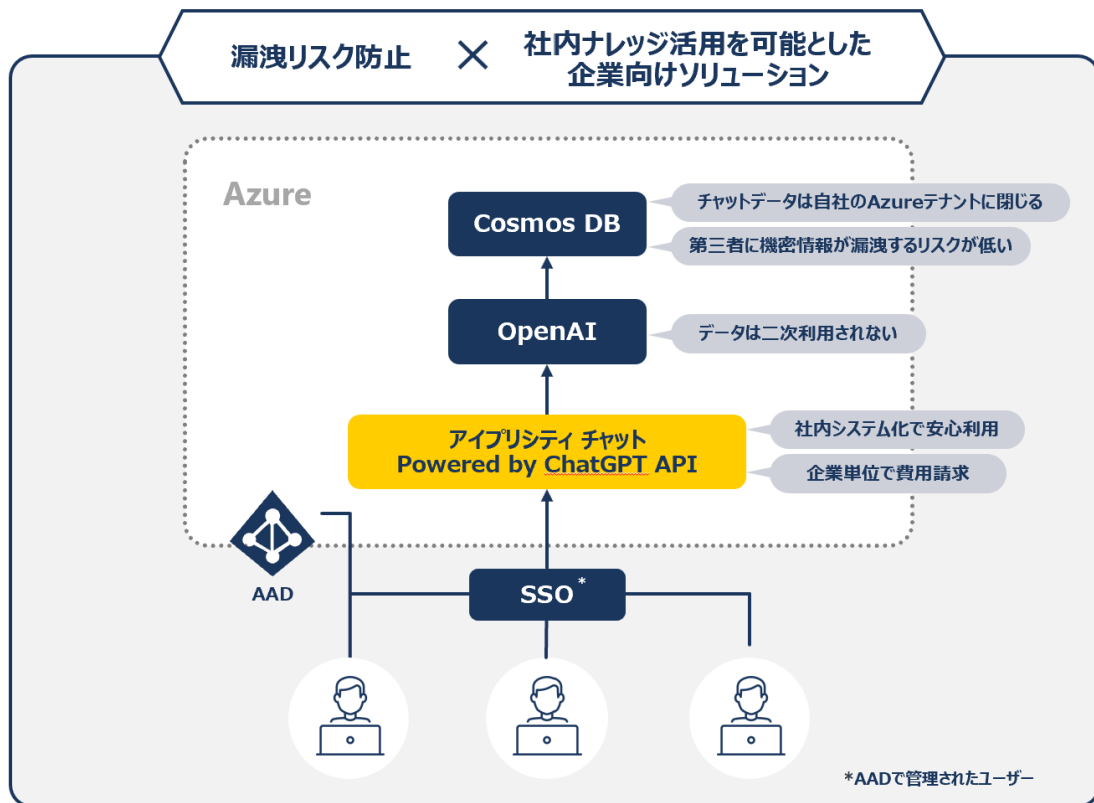 漏洩リスク防止 × 社内ナレッジ活用を可能とした
企業向けソリューション
Azure
Cosmos DB
チャットデータは自社のAzureテナントに閉じる
第三者に機密情報が漏洩するリスクが低い
OpenAI
データは二次利用されない
アイプリシティ チャット
Powered by ChatGPT API
社内システム化で安心利用
企業単位で費用請求
AAD
SSO*
*AADで管理されたユーザー